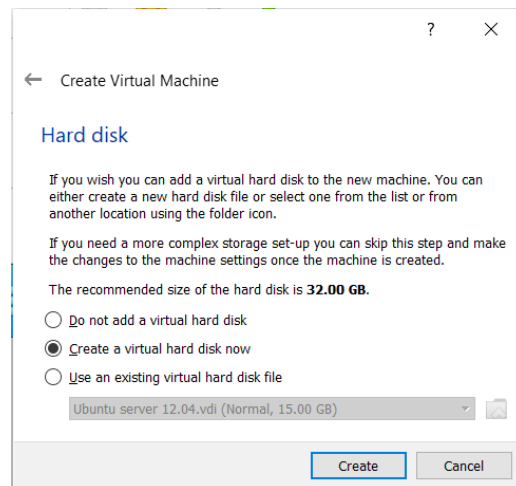 ?
Create Virtual Machine
Hard disk
If you wish you can add a virtual hard disk to the new machine. You can
either create a new hard disk file or select one from the list or from
another location using the folder icon.
If you need a more complex storage set-up you can skip this step and make
the changes to the machine settings once the machine is created.
The recommended size of the hard disk is 32.00 GB.
Do not add a virtual hard disk
Create a virtual hard disk now
Use an existing virtual hard disk file
Ubuntu server 12.04.vdi (Normal, 15.00 GB)
Create Cancel